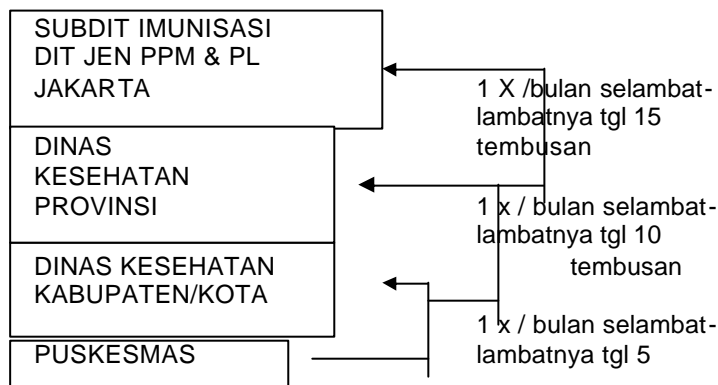 SUBDIT IMUNISASI
DIT JEN PPM & PL
JAKARTA
1 X /bulan selambat-
lambatnya tgl 15
tembusan
DINAS
KESEHATAN
PROVINSI
1 x / bulan selambat-
lambatnya tgl 10
tembusan
DINAS KESEHATAN
KABUPATEN/KOTA
1 x / bulan selambat-
lambatnya tgl 5
PUSKESMAS